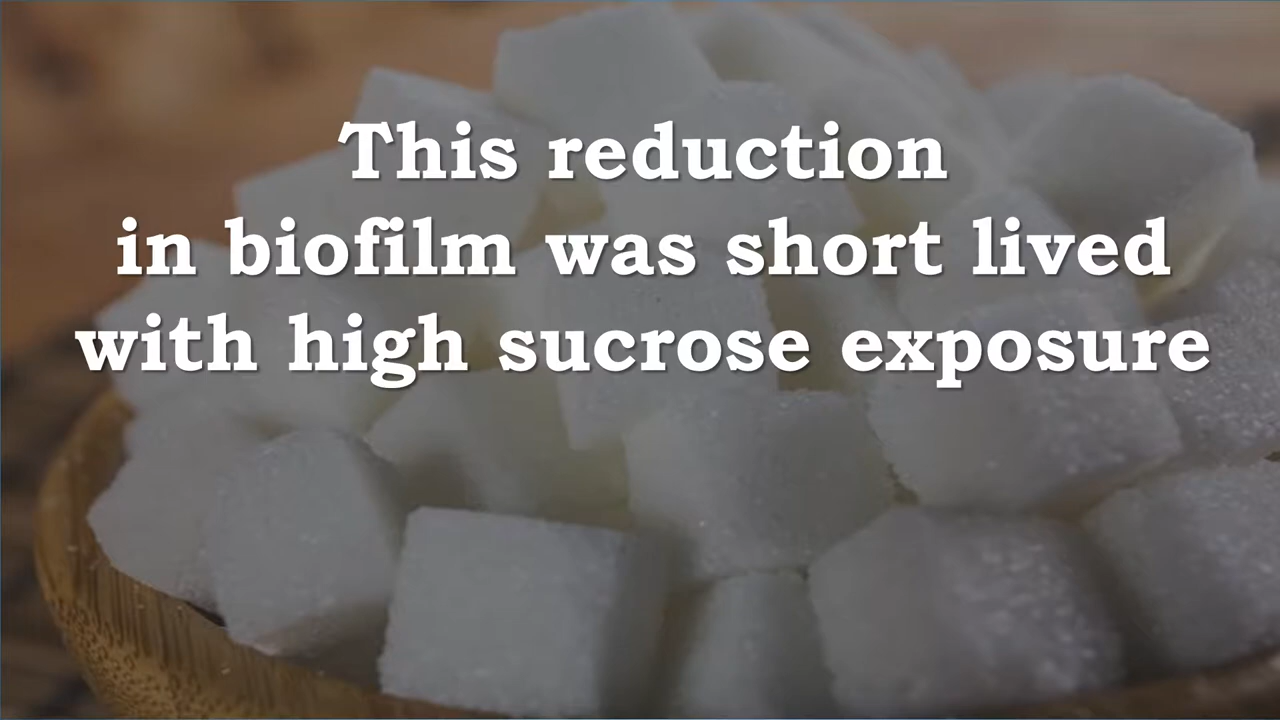 This reduction
in biofilm was short lived
with high sucrose exposure